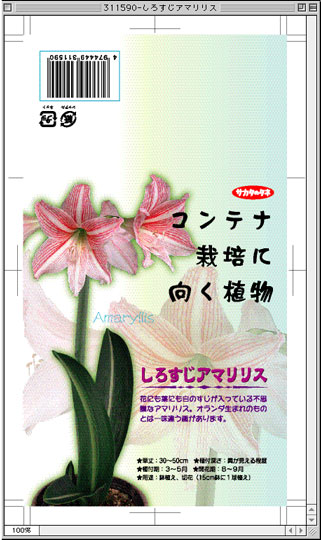 311590-しろすじアマリリス
4 974449 311590
サカタのタネ
コンテナ
栽培に
向く植物
Amaryllis
しろすじアマリリス
花にも葉にも白のすじが入っている不思
議なアマリリス。オランダ生まれのもの
とは一味違う趣があります。
★草丈：30〜50cm ★植付深さ：肩が見える程度
★植付期：3〜5月 ★開花期：6〜9月
★用途：鉢植え、切花（15cm鉢に1球植え）
100%